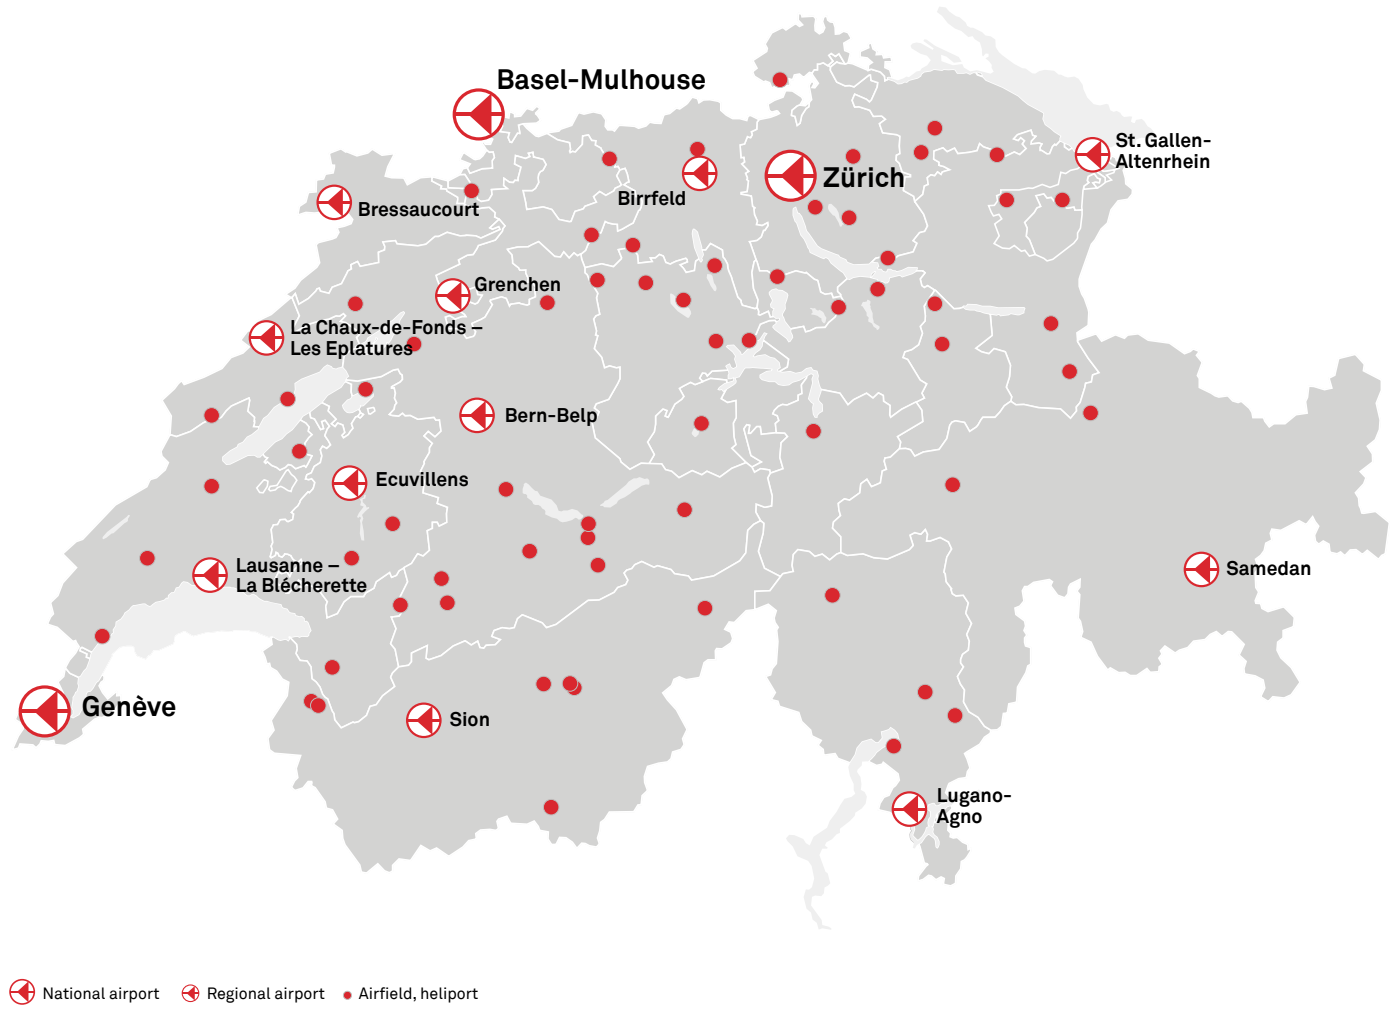 Basel-Mulhouse
St. Gallen-
Altenrhein
Zürich
Birrfeld
Bressaucourt
Grenchen
La Chaux-de-Fonds –
Les Eplatures
Bern-Belp
Ecuvillens
Lausanne –
La Blécherette
Samedan
Genève
Sion
Lugano-
Agno
National airport
Regional airport
Airfield, heliport